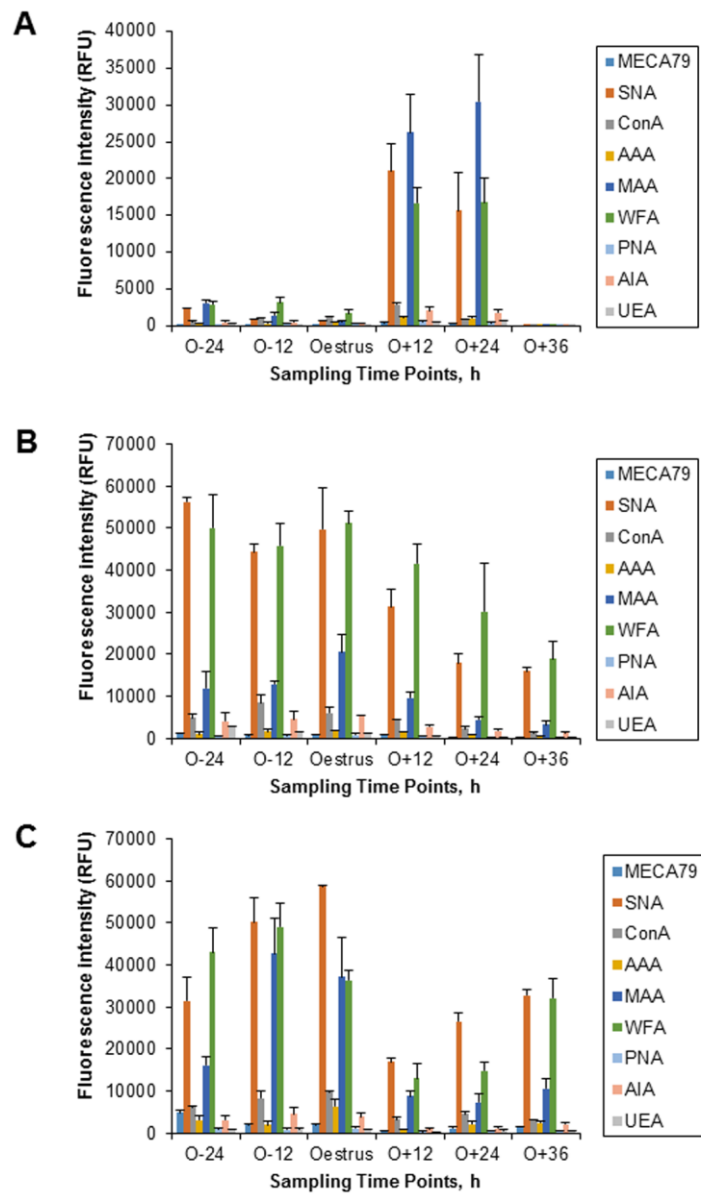 A
Fluorescence Intensity (RFU)
40000
35000
30000
25000
20000
15000
10000
5000
0
O-24 O-12 Oestrus O+12 O+24 O+36
Sampling Time Points, h
MECA79
SNA
ConA
AAA
MAA
WFA
PNA
AIA
UEA
B
Fluorescence Intensity (RFU)
70000
60000
50000
40000
30000
20000
10000
0
O-24 O-12 Oestrus O+12 O+24 O+36
Sampling Time Points, h
MECA79
SNA
ConA
AAA
MAA
WFA
PNA
AIA
UEA
C
Fluorescence Intensity (RFU)
70000
60000
50000
40000
30000
20000
10000
0
O-24 O-12 Oestrus O+12 O+24 O+36
Sampling Time Points, h
MECA79
SNA
ConA
AAA
MAA
WFA
PNA
AIA
UEA